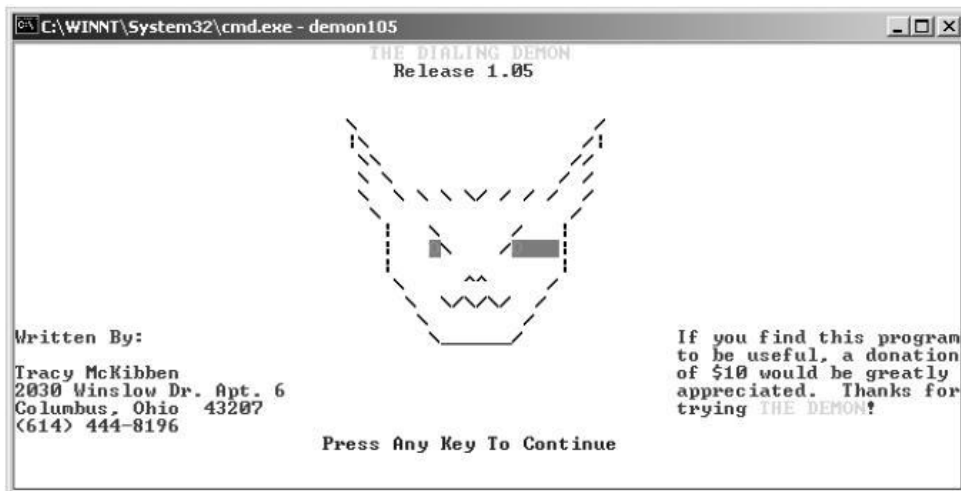 C:\WINNT\System32\cmd.exe - demon105
THE DIALING DEMON
Release 1.05
Written By:
Tracy McKibben
2030 Winslow Dr. Apt. 6
Columbus, Ohio  43207
(614) 444-8196
If you find this program
to be useful, a donation
of $10 would be greatly
appreciated.  Thanks for
trying THE DEMON!
Press Any Key To Continue